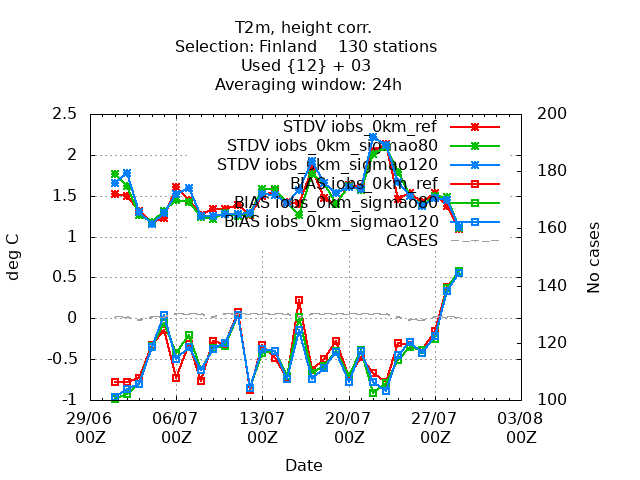 T2m, height corr.
Selection: Finland 130 stations
Used {12} + 03
Averaging window: 24h
2.5
2
1.5
1
0.5
0
-0.5
-1
deg C
200
180
160
140
120
100
No cases
STDV iobs_0km_ref
STDV iobs_0km_sigmao80
STDV iobs_0km_sigmao120
BIAS iobs_0km_ref
BIAS iobs_0km_sigmao80
BIAS iobs_0km_sigmao120
CASES
29/06 06/07 13/07 20/07 27/07 03/08
00Z 00Z 00Z 00Z 00Z 00Z
Date